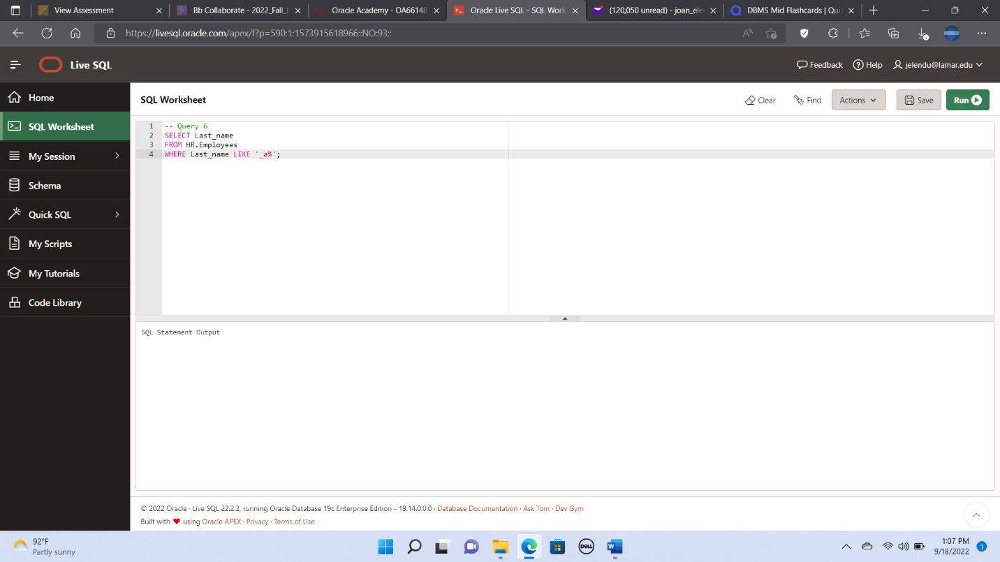 View Assessment
Bb Collaborate - 2022_Fall_
Oracle Academy - OA66148
Oracle Live SQL - SQL Work
(120,050 unread) - joan_ele
DBMS Mid Flashcards | Qui
https://livesql.oracle.com/apex/f?p=590:1:1573915618966::NO:93::
Live SQL
Feedback
Help
jelendu@lamar.edu
Home
SQL Worksheet
My Session
Schema
Quick SQL
My Scripts
My Tutorials
Code Library
SQL Worksheet
Clear
Find
Actions
Save
Run
1 -- Query 6
2 SELECT Last_name
3 FROM HR.Employees
4 WHERE Last_name LIKE '_a%';
SQL Statement Output
© 2022 Oracle · Live SQL 22.2.2, running Oracle Database 19c Enterprise Edition - 19.14.0.0.0 · Database Documentation · Ask Tom · Dev Gym
Built with ❤ using Oracle APEX · Privacy · Terms of Use
92°F
Partly sunny
DELL
W
1:07 PM
9/18/2022
1